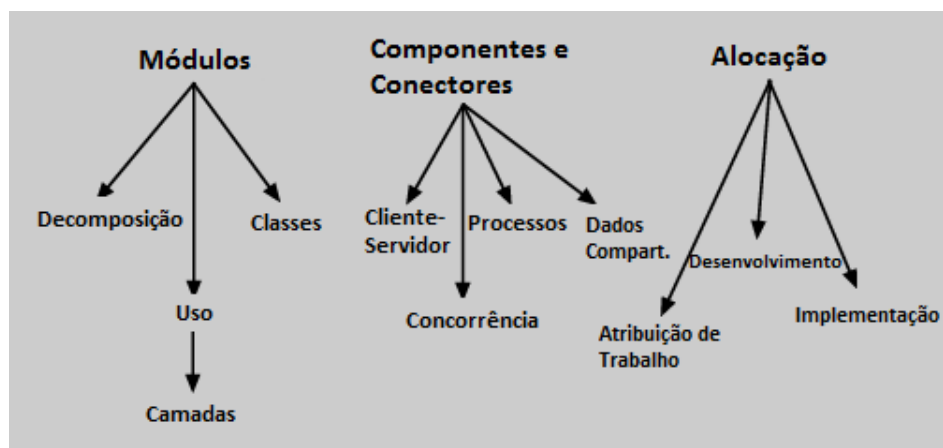 Módulos
Decomposição
Classes
Uso
Camadas
Componentes e
Conectores
Cliente-
Servidor
Processos
Dados
Compart.
Concorrência
Alocação
Desenvolvimento
Atribuição de
Trabalho
Implementação